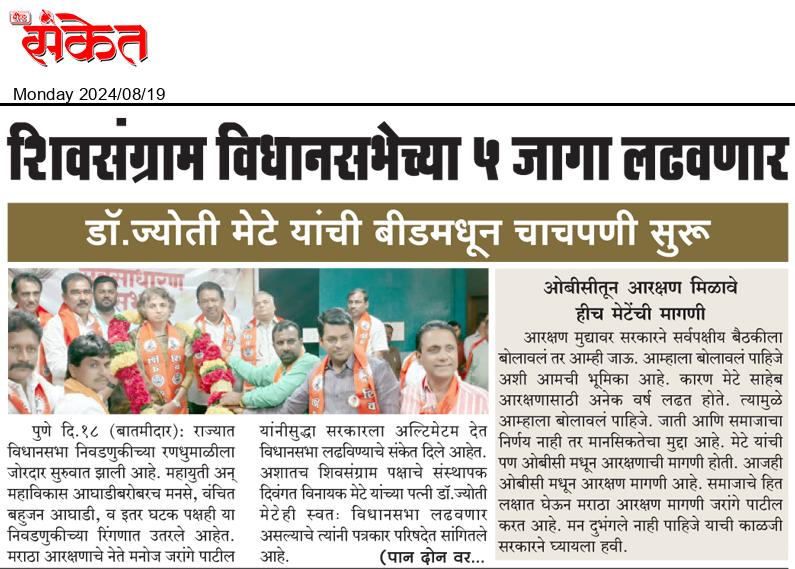 संकेत
Monday 2024/08/19
शिवसंग्राम विधानसभेच्या ५ जागा लढवणार
डॉ.ज्योती मेटे यांची बीडमधून चाचपणी सुरू
पुणे दि.१८ (बातमीदार): राज्यात
विधानसभा निवडणुकीच्या रणधुमाळीला
जोरदार सुरुवात झाली आहे. महायुती अन्
महाविकास आघाडीबरोबरच मनसे, वंचित
बहुजन आघाडी, व इतर घटक पक्षही या
निवडणुकीच्या रिंगणात उतरले आहेत.
मराठा आरक्षणाचे नेते मनोज जरांगे पाटील
यांनीसुद्धा सरकारला अल्टिमेटम देत
विधानसभा लढविण्याचे संकेत दिले आहेत.
अशातच शिवसंग्राम पक्षाचे संस्थापक
दिवंगत विनायक मेटे यांच्या पत्नी डॉ.ज्योती
मेटेही स्वतः विधानसभा लढवणार
असल्याचे त्यांनी पत्रकार परिषदेत सांगितले
आहे. (पान दोन वर...
ओबीसीतून आरक्षण मिळावे
हीच मेटेंची मागणी
आरक्षण मुद्यावर सरकारने सर्वपक्षीय बैठकीला
बोलावलं तर आम्ही जाऊ. आम्हाला बोलावलं पाहिजे
अशी आमची भूमिका आहे. कारण मेटे साहेब
आरक्षणासाठी अनेक वर्ष लढत होते. त्यामुळे
आम्हाला बोलावलं पाहिजे. जाती आणि समाजाचा
निर्णय नाही तर मानसिकतेचा मुद्दा आहे. मेटे यांची
पण ओबीसी मधून आरक्षणाची मागणी होती. आजही
ओबीसी मधून आरक्षण मागणी आहे. समाजाचे हित
लक्षात घेऊन मराठा आरक्षण मागणी जरांगे पाटील
करत आहे. मन दुभंगले नाही पाहिजे याची काळजी
सरकारने घ्यायला हवी.